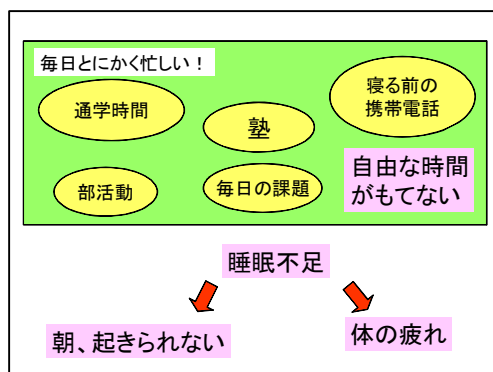 毎日とにかく忙しい！
通学時間
塾
寝る前の
携帯電話
部活動
毎日の課題
自由な時間
がもてない
睡眠不足
朝、起きられない
体の疲れ